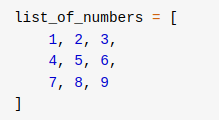 list_of_numbers = [
    1, 2, 3,
    4, 5, 6,
    7, 8, 9
]